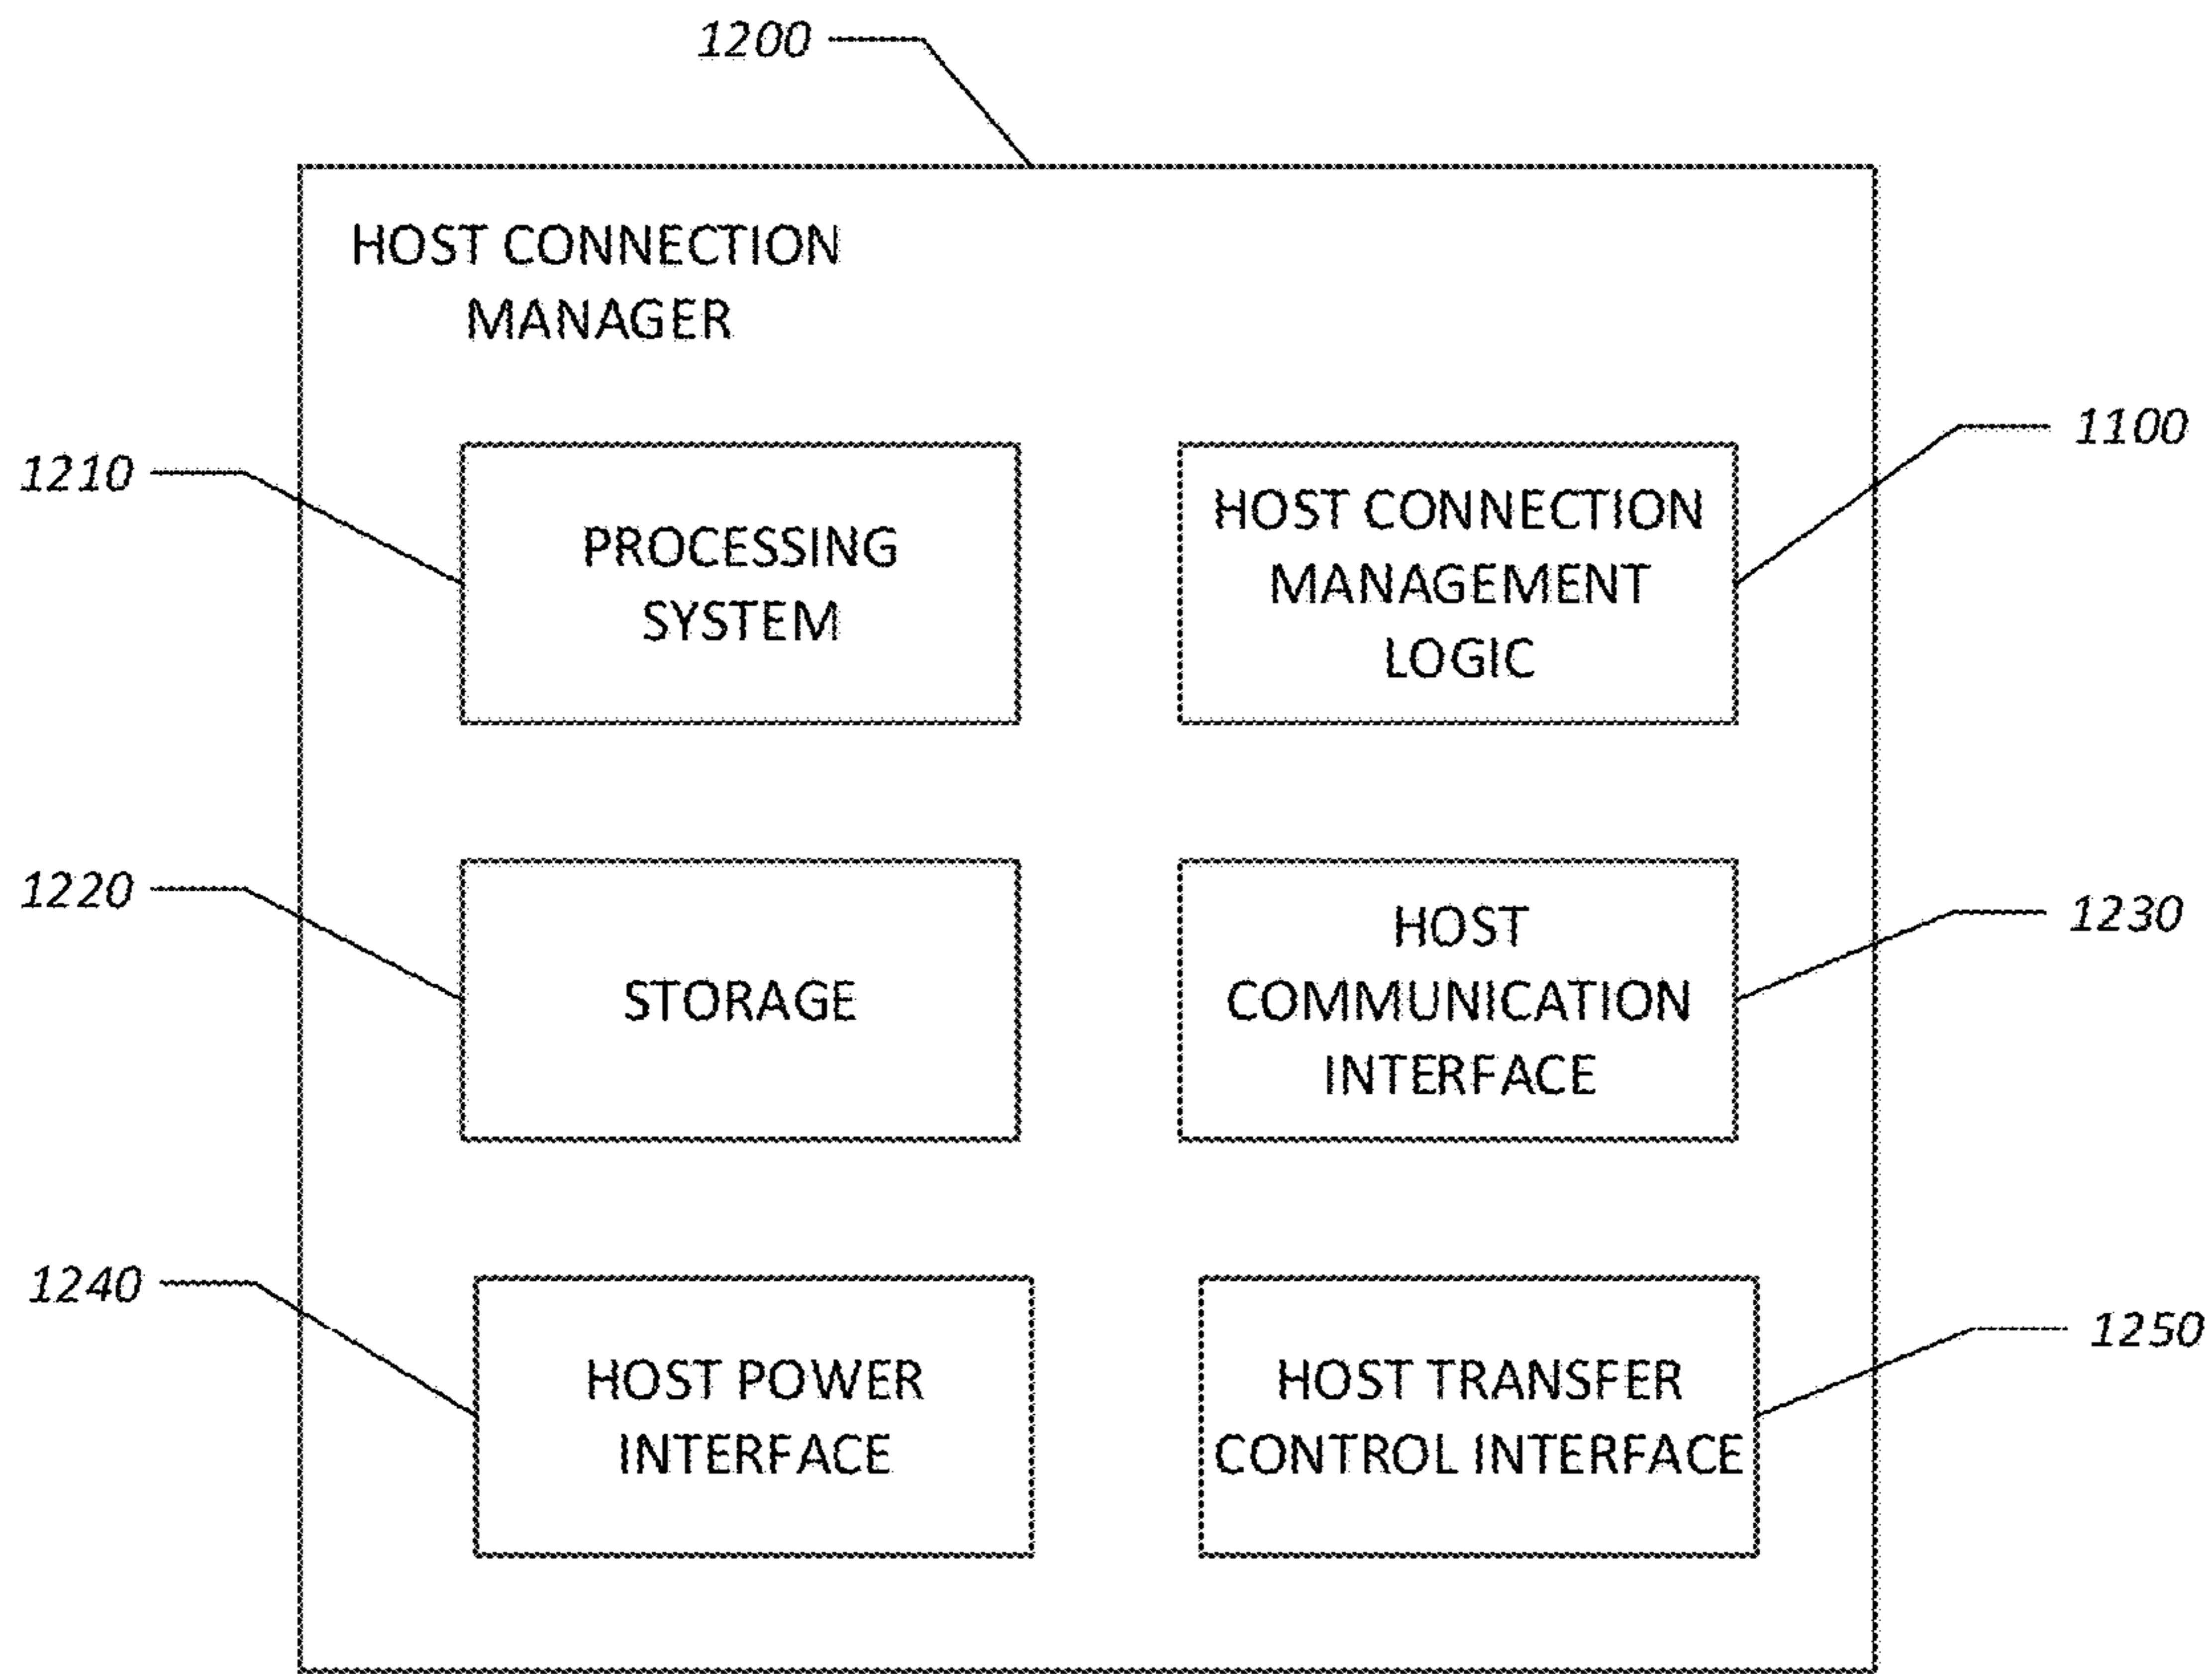 1200
HOST CONNECTION
MANAGER
1210
PROCESSING
SYSTEM
1100
HOST CONNECTION
MANAGEMENT
LOGIC
1220
STORAGE
1230
HOST
COMMUNICATION
INTERFACE
1240
HOST POWER
INTERFACE
1250
HOST TRANSFER
CONTROL INTERFACE